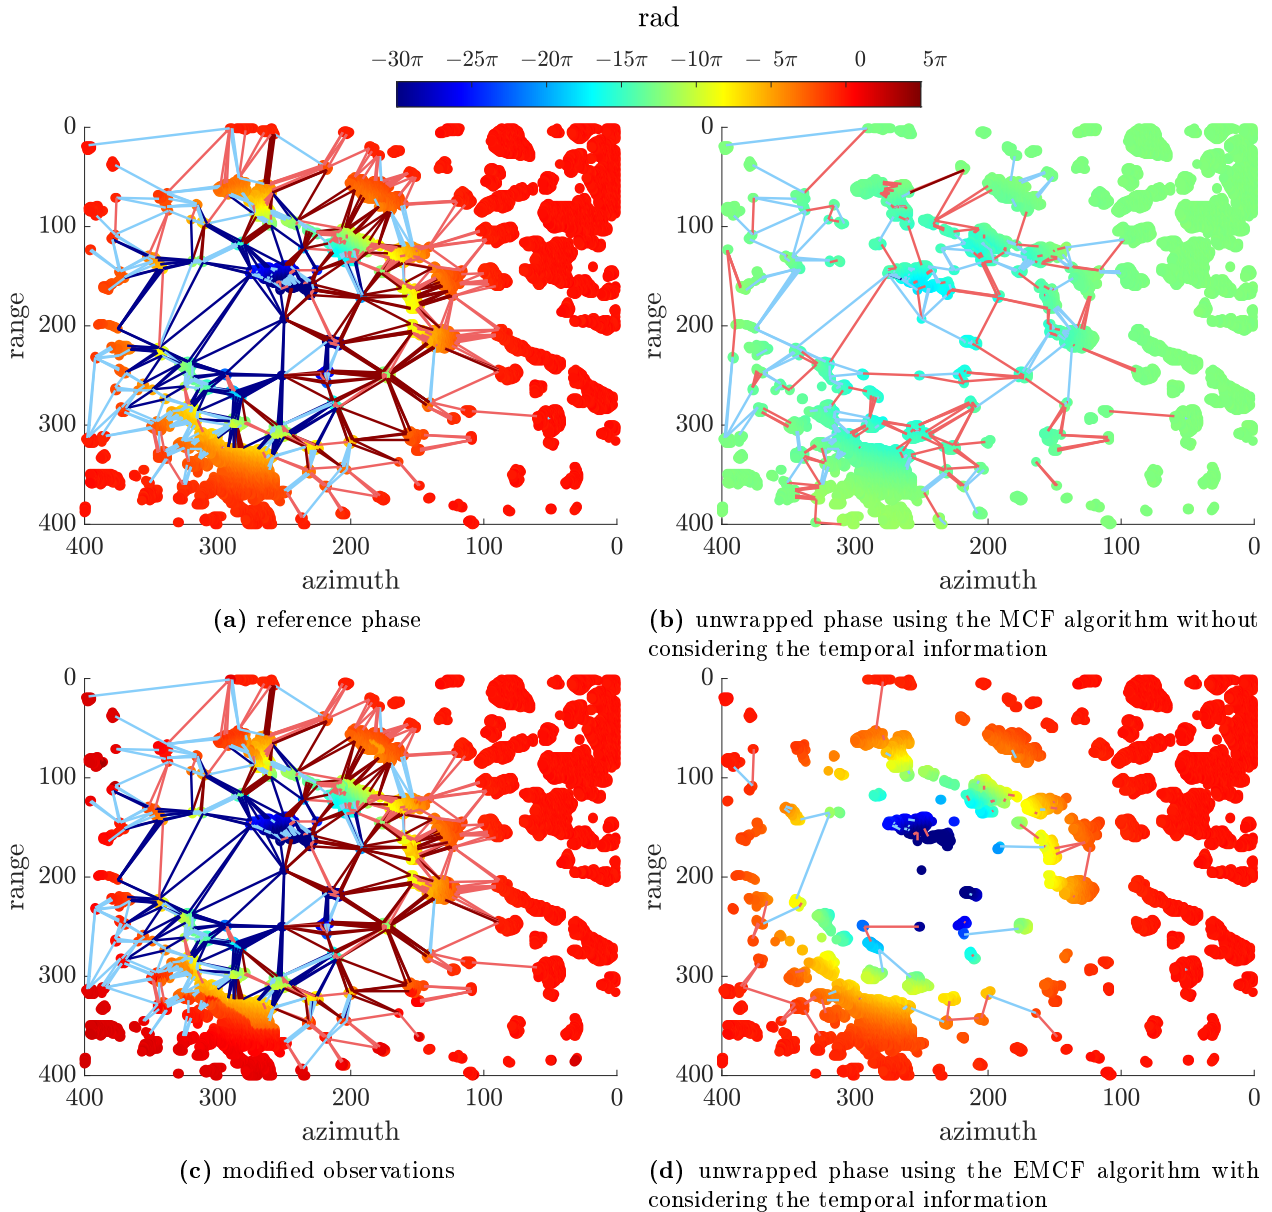 rad
−30π −25π −20π −15π −10π − 5π 0 5π
0
100
200
300
400
range
400 300 200 100 0
azimuth
(a) reference phase
0
100
200
300
400
range
400 300 200 100 0
azimuth
(b) unwrapped phase using the MCF algorithm without
considering the temporal information
0
100
200
300
400
range
400 300 200 100 0
azimuth
(c) modified observations
0
100
200
300
400
range
400 300 200 100 0
azimuth
(d) unwrapped phase using the EMCF algorithm with
considering the temporal information